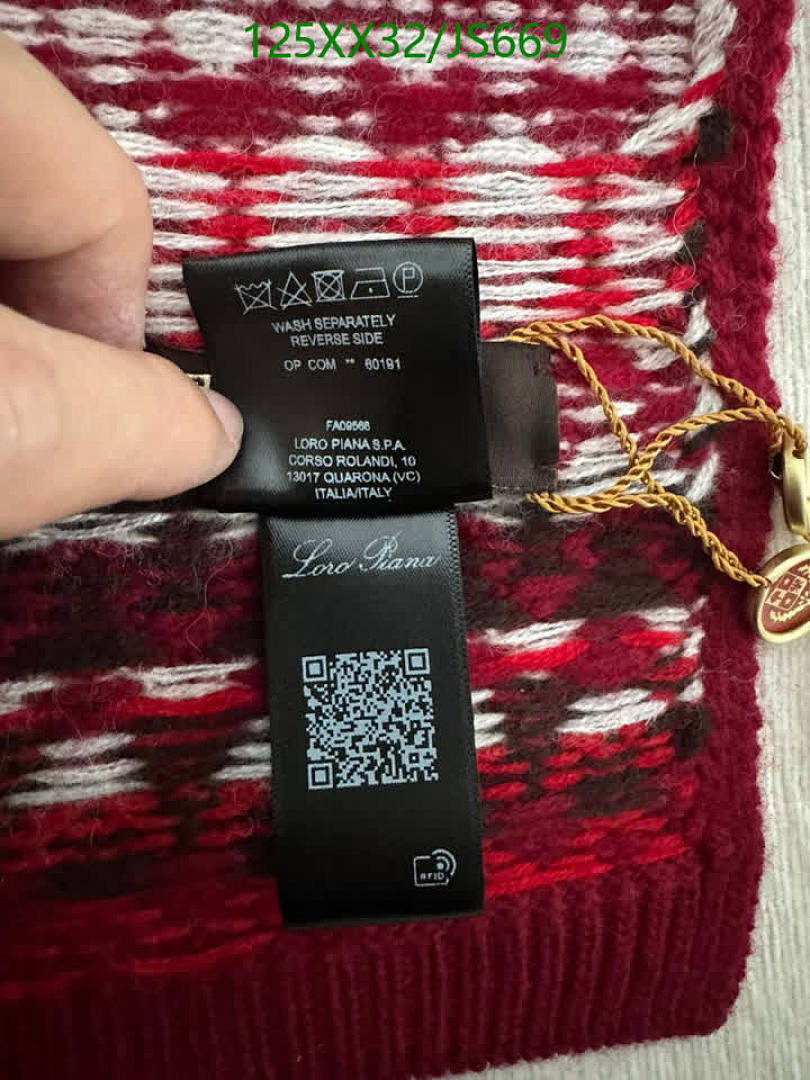 125XX32/JS669
P
WASH SEPARATELY
REVERSE SIDE
OP COM ** 60191
FA09568
LORO PIANA S.P.A.
CORSO ROLANDI, 10
13017 QUARONA (VC)
ITALIA/ITALY
Loro Piana
RFID